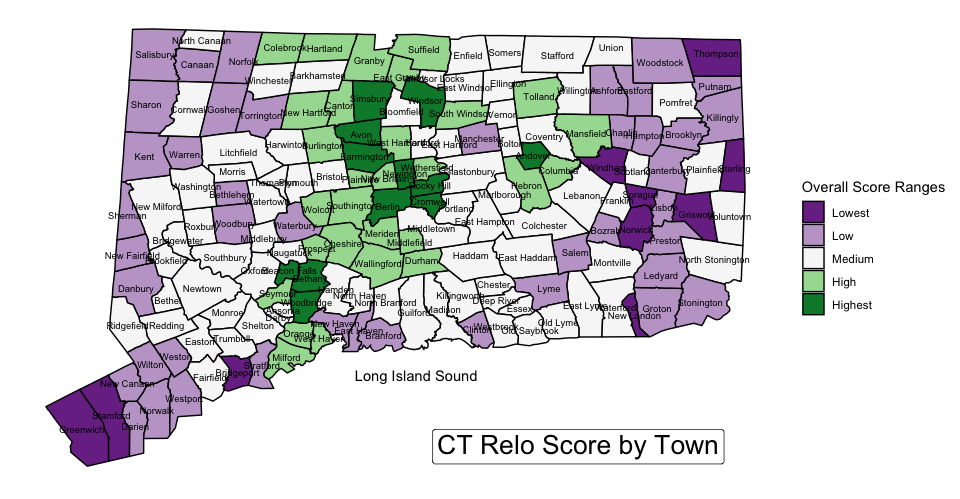 North Canaan
Salisbury
Canaan
Norfolk
Colebrook
Hartland
Granby
Suffield
Enfield
Somers
Stafford
Union
Woodstock
Thompson
Winchester
Barkhamsted
East Granby
Windsor Locks
East Windsor
Ellington
Willington
Ashford
Eastford
Putnam
Sharon
Cornwall
Goshen
Torrington
New Hartford
Canton
Simsbury
Bloomfield
Windsor
South Windsor
Vernon
Tolland
Pomfret
Killingly
Kent
Warren
Litchfield
Harwinton
Burlington
Avon
West Hartford
Hartford
East Hartford
Manchester
Bolton
Coventry
Mansfield
Chaplin
Hampton
Brooklyn
Morris
Farmington
Andover
Washington
Bethlehem
Thomaston
Plymouth
Bristol
Plainville
New Britain
Newington
Wethersfield
Glastonbury
Rocky Hill
Hebron
Columbia
Windham
Scotland
Canterbury
Plainfield
Sterling
Sherman
New Milford
Roxbury
Woodbury
Watertown
Wolcott
Southington
Berlin
Cromwell
Portland
Marlborough
Lebanon
Franklin
Sprague
Lisbon
Griswold
Voluntown
New Fairfield
Bridgewater
Brookfield
Southbury
Middlebury
Waterbury
Naugatuck
Prospect
Cheshire
Meriden
Middletown
Middlefield
East Hampton
Colchester
Bozrah
Norwich
Preston
North Stonington
Danbury
Bethel
Newtown
Oxford
Beacon Falls
Bethany
Wallingford
Durham
Haddam
East Haddam
Salem
Montville
Ledyard
Ridgefield
Redding
Monroe
Seymour
Ansonia
Derby
Woodbridge
Hamden
North Haven
North Branford
Guilford
Madison
Killingworth
Chester
Deep River
Essex
Lyme
East Lyme
Waterford
New London
Groton
Stonington
Easton
Trumbull
Shelton
Orange
West Haven
New Haven
East Haven
Branford
Clinton
Westbrook
Old Saybrook
Old Lyme
Wilton
Weston
Fairfield
Bridgeport
Stratford
Milford
New Canaan
Westport
Norwalk
Darien
Stamford
Greenwich
Long Island Sound
CT Relo Score by Town
Overall Score Ranges
Lowest
Low
Medium
High
Highest